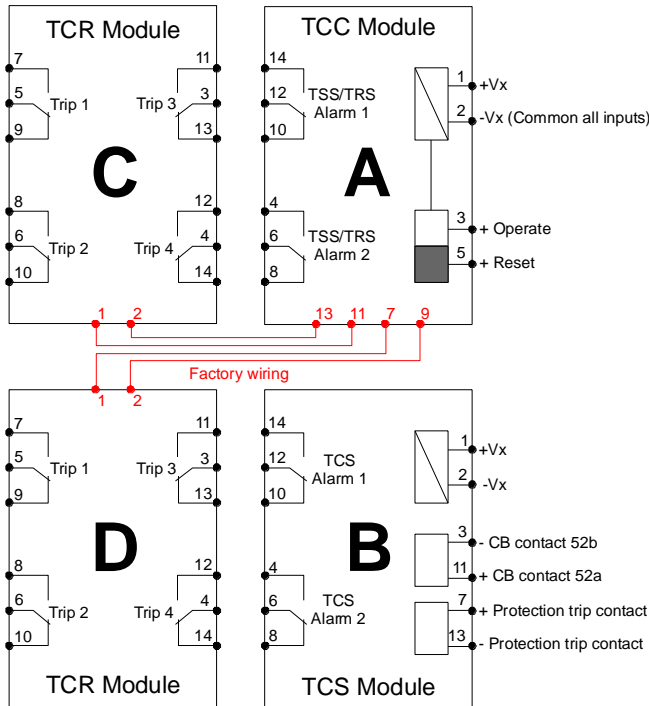 TCR Module
7
5
9
Trip 1
11
3
13
Trip 3
C
8
6
10
Trip 2
12
4
14
Trip 4
1
2
TCC Module
14
12
10
TSS/TRS
Alarm 1
1
+Vx
2
-Vx (Common all inputs)
A
4
6
8
TSS/TRS
Alarm 2
3
+ Operate
5
+ Reset
13
11
7
9
Factory wiring
1
2
7
5
9
Trip 1
11
3
13
Trip 3
D
8
6
10
Trip 2
12
4
14
Trip 4
TCR Module
14
12
10
TCS
Alarm 1
1
+Vx
2
-Vx
B
3
- CB contact 52b
11
+ CB contact 52a
4
6
8
TCS
Alarm 2
7
+ Protection trip contact
13
- Protection trip contact
TCS Module